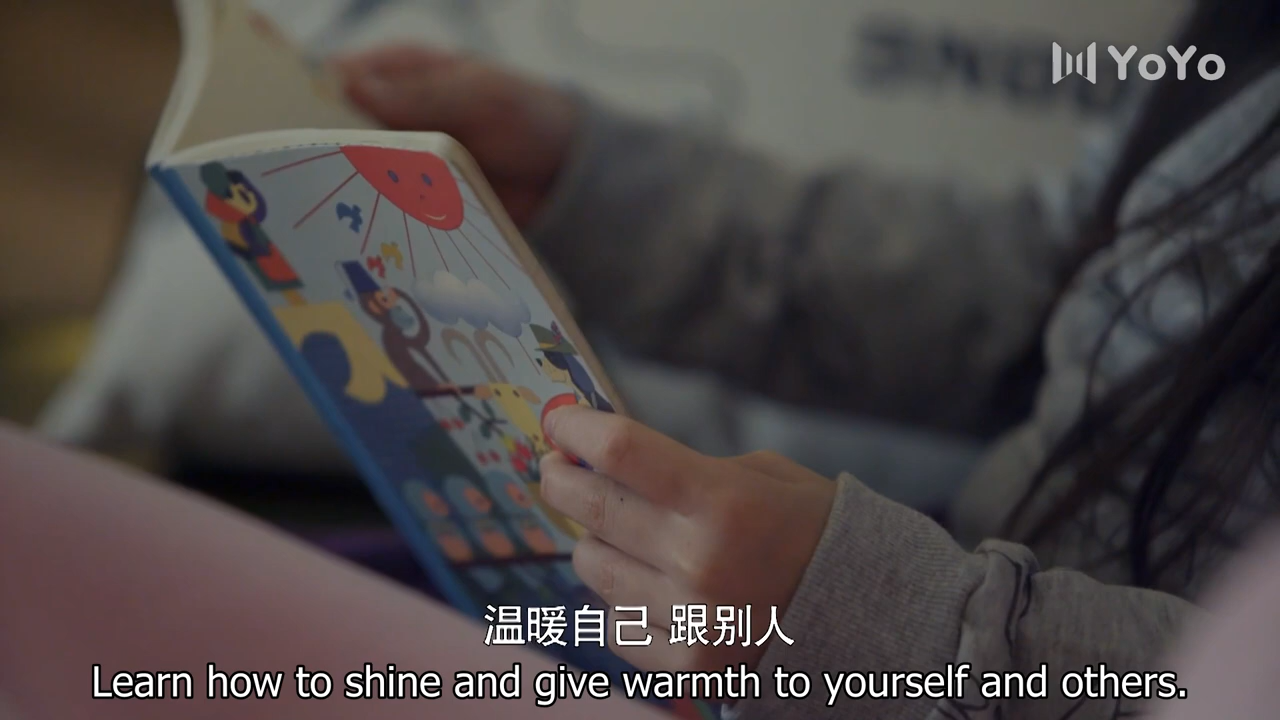 YoYo
温暖自己 跟别人
Learn how to shine and give warmth to yourself and others.